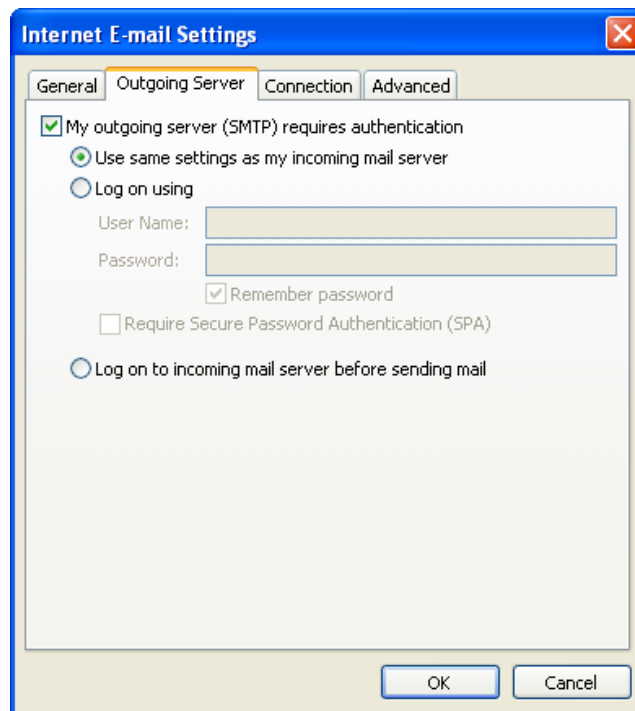 Internet E-mail Settings
General Outgoing Server Connection Advanced
My outgoing server (SMTP) requires authentication
Use same settings as my incoming mail server
Log on using
User Name:
Password:
Remember password
Require Secure Password Authentication (SPA)
Log on to incoming mail server before sending mail
OK Cancel